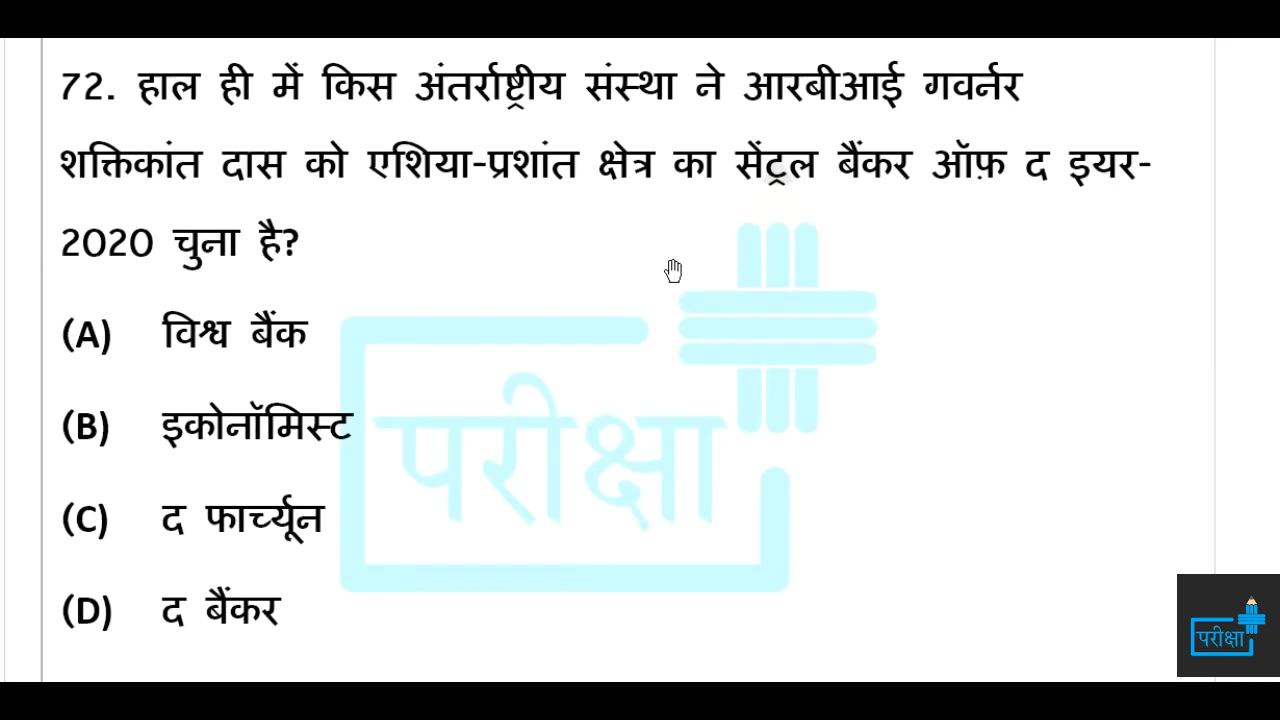 72. हाल ही में किस अंतर्राष्ट्रीय संस्था ने आरबीआई गवर्नर
शक्तिकांत दास को एशिया-प्रशांत क्षेत्र का सेंट्रल बैंकर ऑफ़ द इयर-
2020 चुना है?
(A) विश्व बैंक
(B) इकोनॉमिस्ट
(C) द फार्च्यून
(D) द बैंकर
परीक्षा
परीक्षा